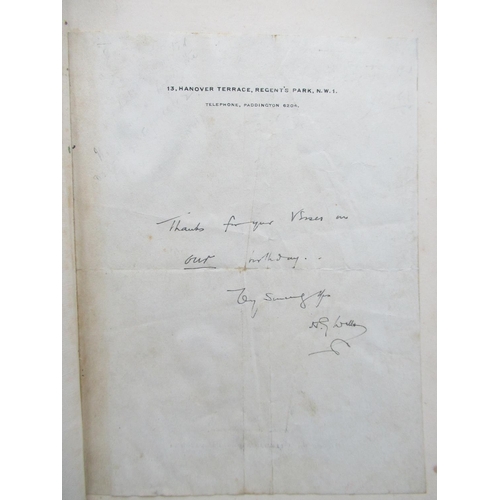 13, HANOVER TERRACE, REGENT'S PARK, N.W.1.
TELEPHONE, PADDINGTON 6204.
Thanks for your Verses on
our birthday..
Very Sincerely Yrs
H.G. Wells